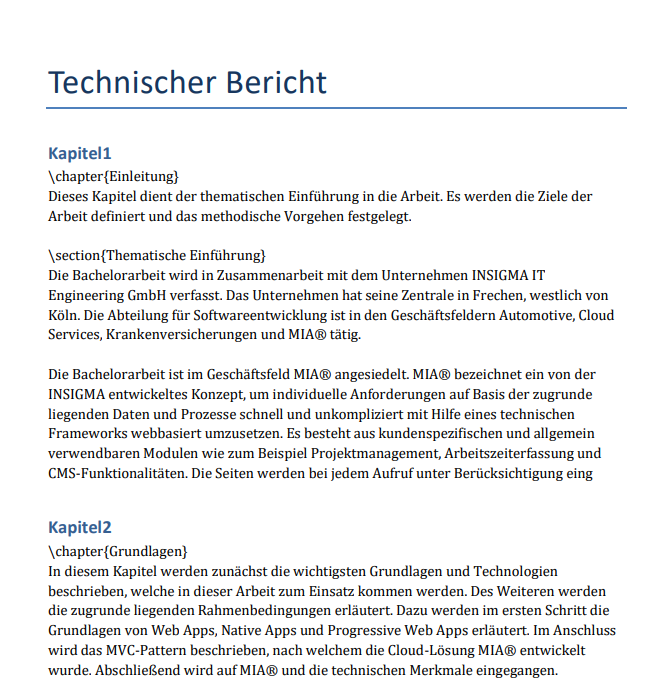 Technischer Bericht
Kapitel1
\chapter{Einleitung}
Dieses Kapitel dient der thematischen Einführung in die Arbeit. Es werden die Ziele der
Arbeit definiert und das methodische Vorgehen festgelegt.
\section{Thematische Einführung}
Die Bachelorarbeit wird in Zusammenarbeit mit dem Unternehmen INSIGMA IT
Engineering GmbH verfasst. Das Unternehmen hat seine Zentrale in Frechen, westlich von
Köln. Die Abteilung für Softwareentwicklung ist in den Geschäftsfeldern Automotive, Cloud
Services, Krankenversicherungen und MIA® tätig.
Die Bachelorarbeit ist im Geschäftsfeld MIA® angesiedelt. MIA® bezeichnet ein von der
INSIGMA entwickeltes Konzept, um individuelle Anforderungen auf Basis der zugrunde
liegenden Daten und Prozesse schnell und unkompliziert mit Hilfe eines technischen
Frameworks webbasiert umzusetzen. Es besteht aus kundenspezifischen und allgemein
verwendbaren Modulen wie zum Beispiel Projektmanagement, Arbeitszeiterfassung und
CMS-Funktionalitäten. Die Seiten werden bei jedem Aufruf unter Berücksichtigung eing
Kapitel2
\chapter{Grundlagen}
In diesem Kapitel werden zunächst die wichtigsten Grundlagen und Technologien
beschrieben, welche in dieser Arbeit zum Einsatz kommen werden. Des Weiteren werden
die zugrunde liegenden Rahmenbedingungen erläutert. Dazu werden im ersten Schritt die
Grundlagen von Web Apps, Native Apps und Progressive Web Apps erläutert. Im Anschluss
wird das MVC-Pattern beschrieben, nach welchem die Cloud-Lösung MIA® entwickelt
wurde. Abschließend wird auf MIA® und die technischen Merkmale eingegangen.